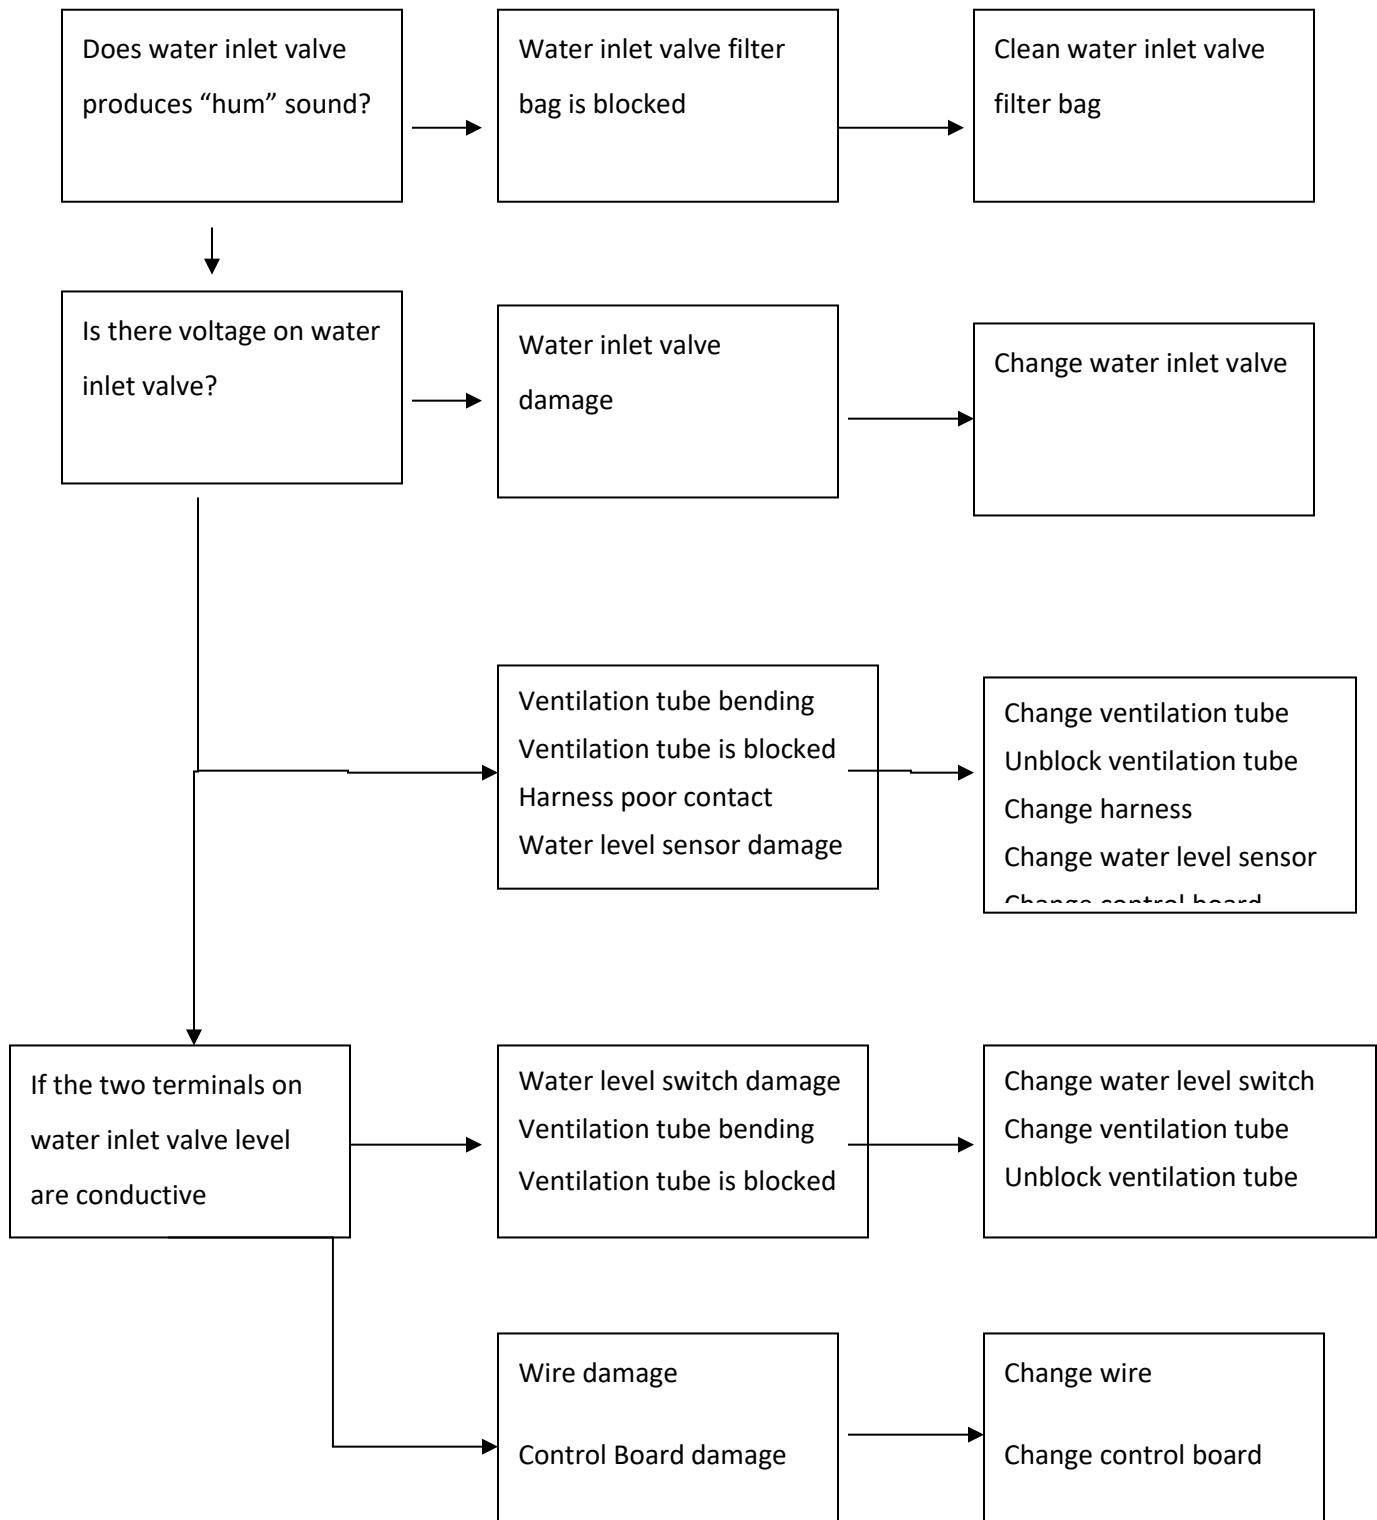 Does water inlet valve
produces “hum” sound?
Water inlet valve filter
bag is blocked
Clean water inlet valve
filter bag
Is there voltage on water
inlet valve?
Water inlet valve
damage
Change water inlet valve
Ventilation tube bending
Ventilation tube is blocked
Harness poor contact
Water level sensor damage
Change ventilation tube
Unblock ventilation tube
Change harness
Change water level sensor
Change control board
If the two terminals on
water inlet valve level
are conductive
Water level switch damage
Ventilation tube bending
Ventilation tube is blocked
Change water level switch
Change ventilation tube
Unblock ventilation tube
Wire damage
Control Board damage
Change wire
Change control board